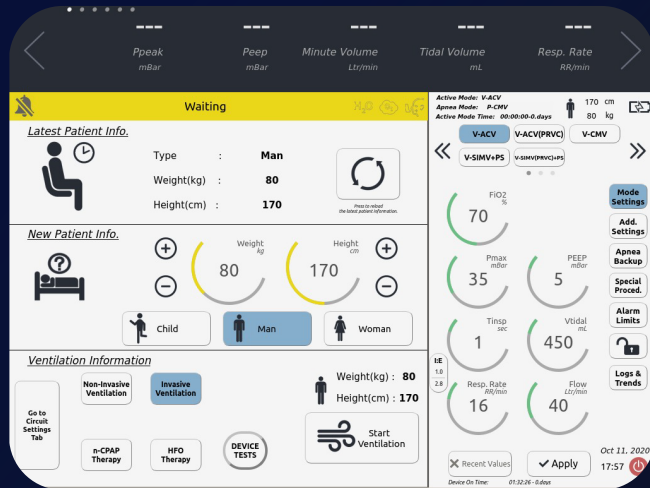 --- --- --- --- ---
Ppeak Peep Minute Volume Tidal Volume Resp. Rate
mBar mBar Ltr/min mL RR/min
Waiting
H₂O
Active Mode: V-ACV
Apnea Mode: P-CMV
Active Mode Time: 00:00:00-0.days
170 cm
80 kg
Latest Patient Info.
Type : Man
Weight(kg) : 80
Height(cm) : 170
Press to reload
the latest patient information.
New Patient Info.
Weight
kg
80
Height
cm
170
Child
Man
Woman
Ventilation Information
Go to
Circuit
Settings
Tab
Non-Invasive
Ventilation
Invasive
Ventilation
n-CPAP
Therapy
HFO
Therapy
DEVICE
TESTS
Weight(kg) : 80
Height(cm) : 170
Start
Ventilation
V-ACV
V-ACV(PRVC)
V-CMV
V-SIMV+PS
V-SIMV(PRVC)+PS
FiO2
%
70
Pmax
mBar
35
PEEP
mBar
5
Tinsp
sec
1
Vtidal
mL
450
I:E
1.0
2.8
Resp. Rate
RR/min
16
Flow
Ltr/min
40
Mode
Settings
Add.
Settings
Apnea
Backup
Special
Proced.
Alarm
Limits
Logs &
Trends
Recent Values
Apply
Oct 11, 2020
17:57
Device On Time: 01:32:26 - 0.days